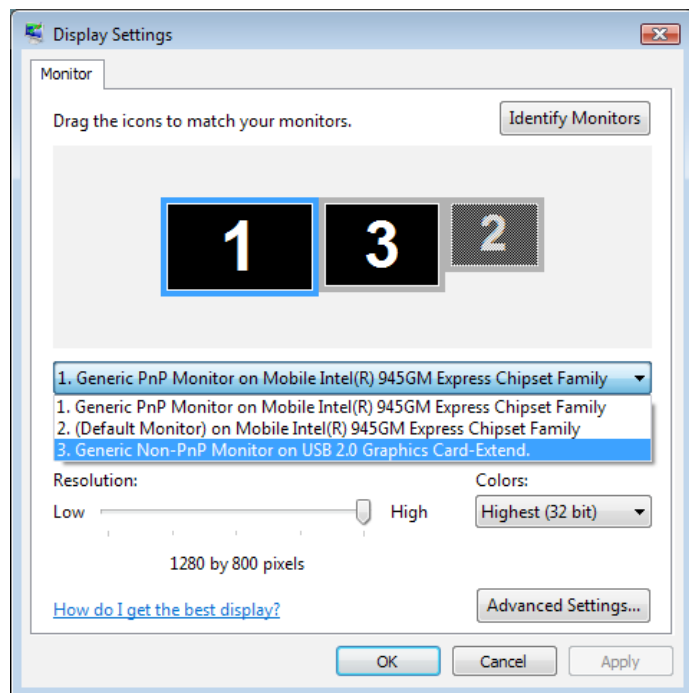 Display Settings
Monitor
Drag the icons to match your monitors.
Identify Monitors
1
3
2
1. Generic PnP Monitor on Mobile Intel(R) 945GM Express Chipset Family
1. Generic PnP Monitor on Mobile Intel(R) 945GM Express Chipset Family
2. (Default Monitor) on Mobile Intel(R) 945GM Express Chipset Family
3. Generic Non-PnP Monitor on USB 2.0 Graphics Card-Extend.
Resolution:
Colors:
Low
High
Highest (32 bit)
1280 by 800 pixels
How do I get the best display?
Advanced Settings...
OK
Cancel
Apply